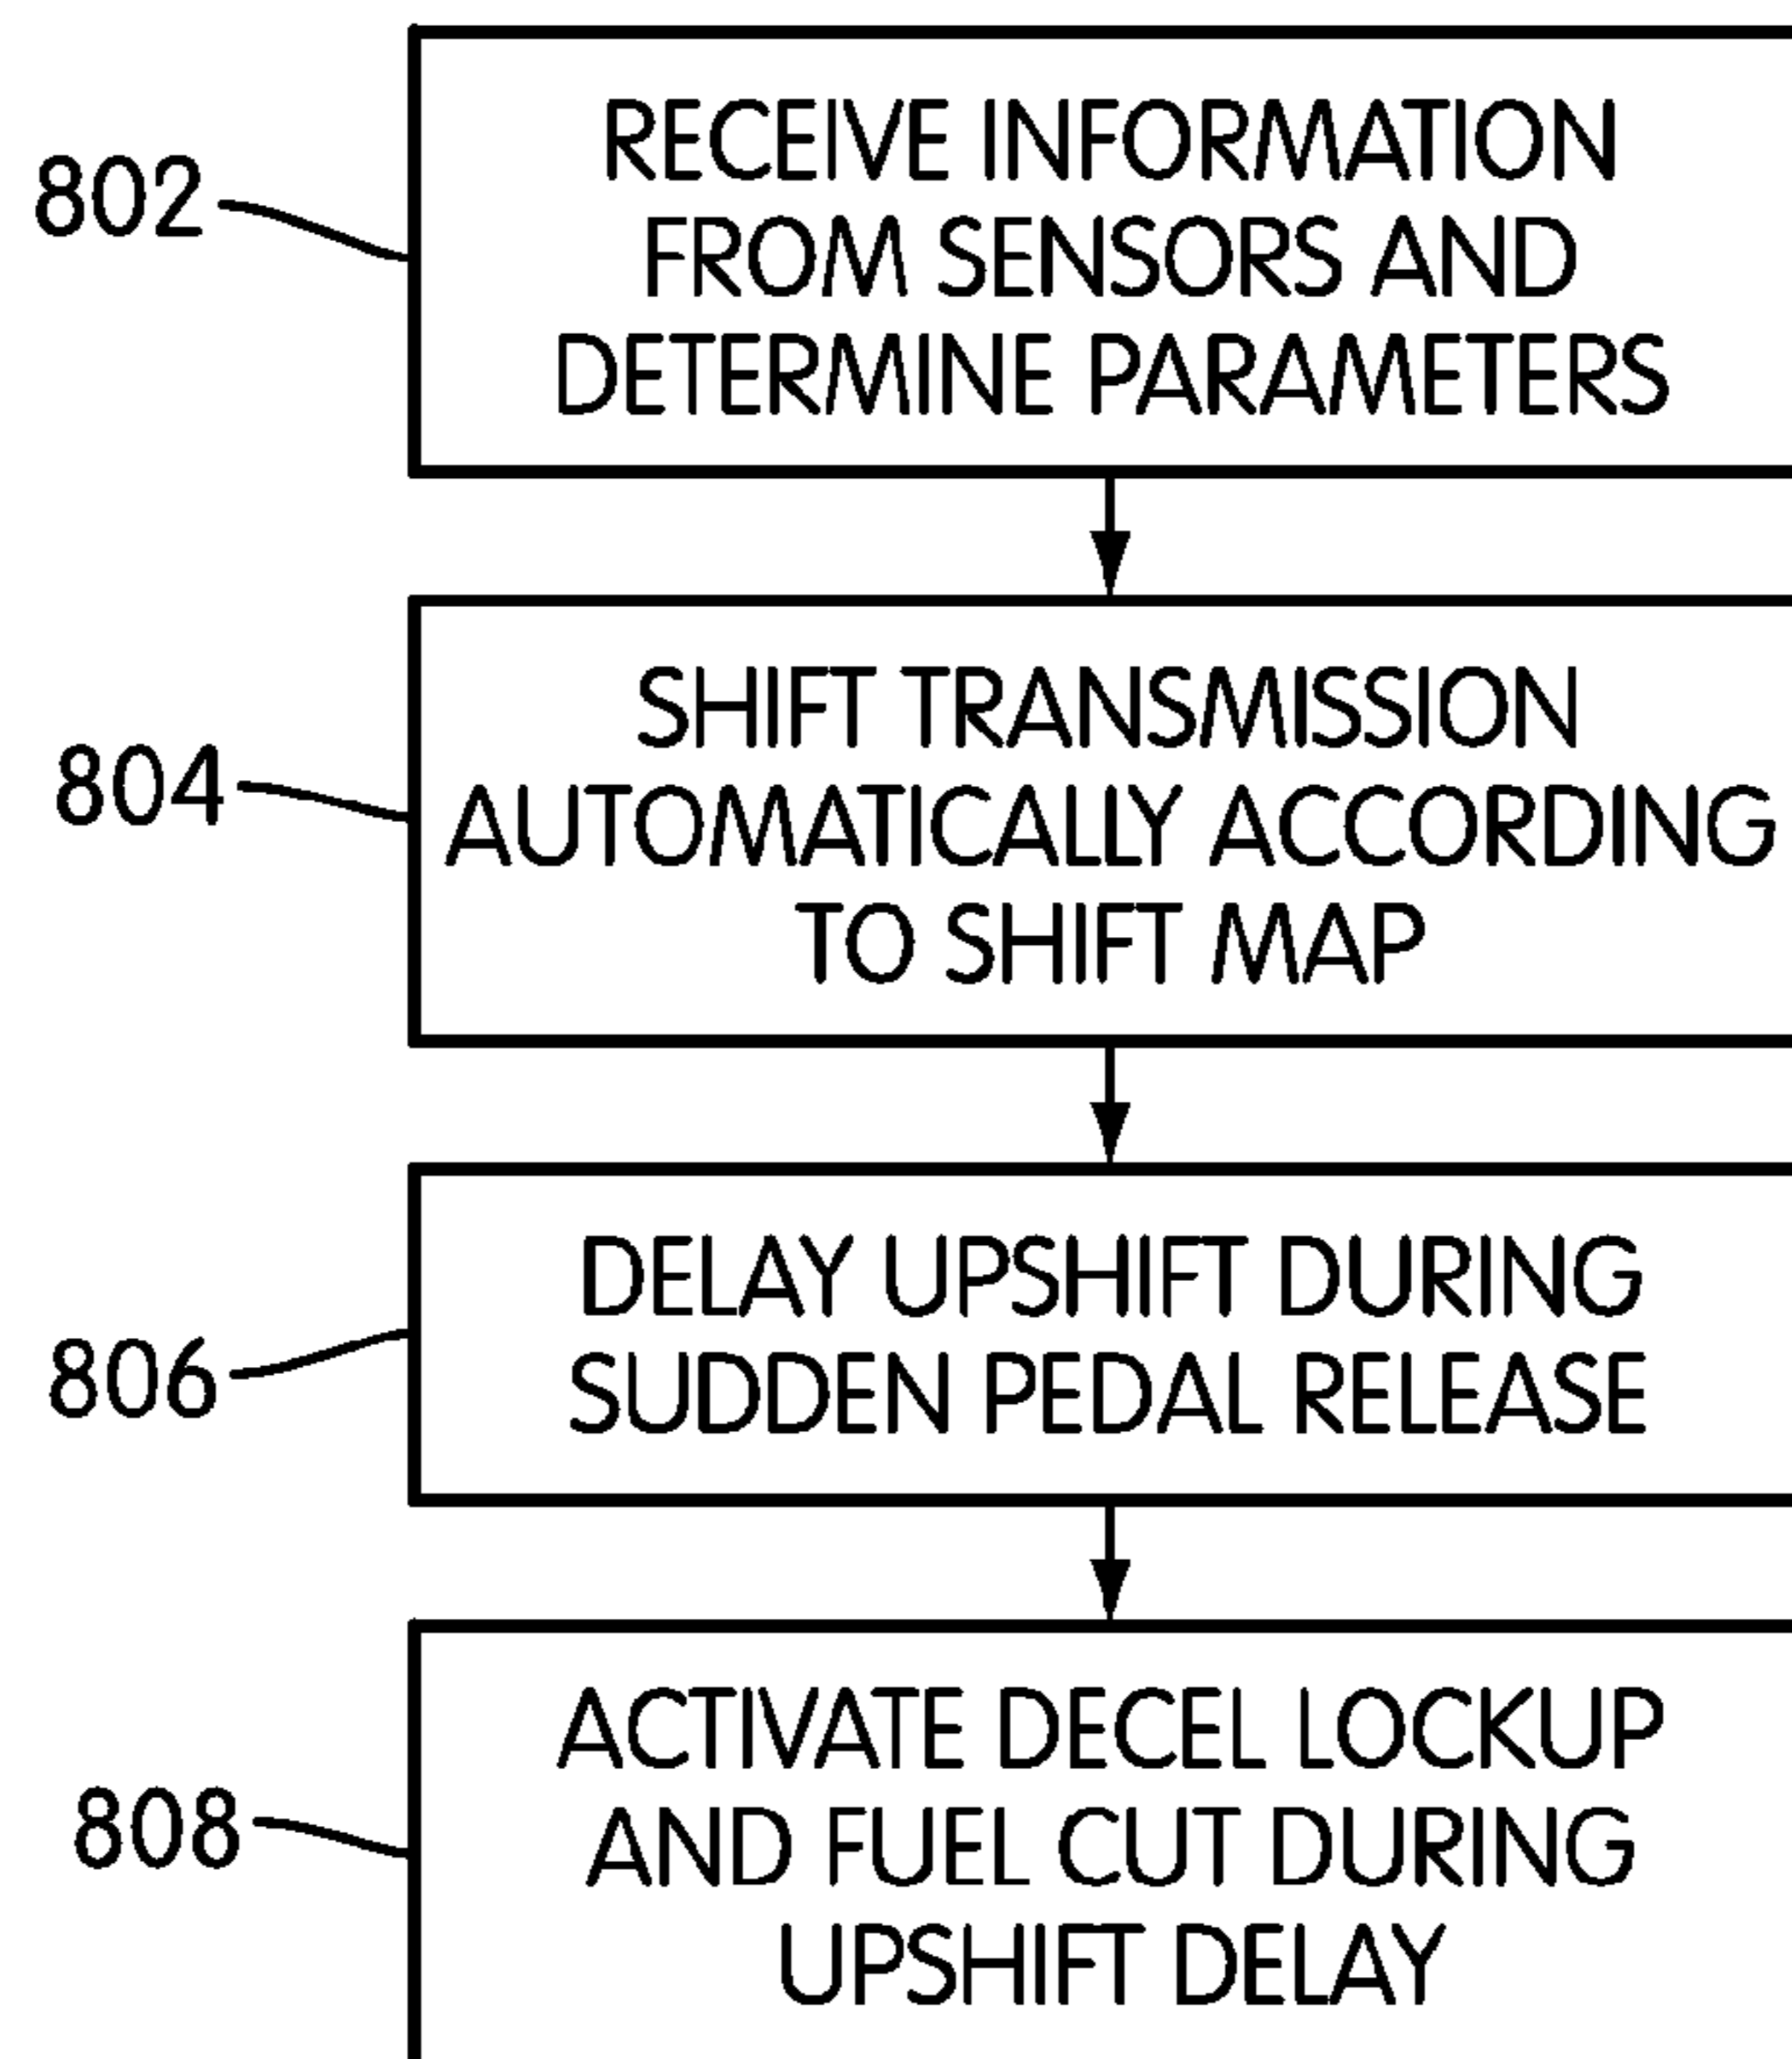 802
RECEIVE INFORMATION
FROM SENSORS AND
DETERMINE PARAMETERS
804
SHIFT TRANSMISSION
AUTOMATICALLY ACCORDING
TO SHIFT MAP
806
DELAY UPSHIFT DURING
SUDDEN PEDAL RELEASE
808
ACTIVATE DECEL LOCKUP
AND FUEL CUT DURING
UPSHIFT DELAY